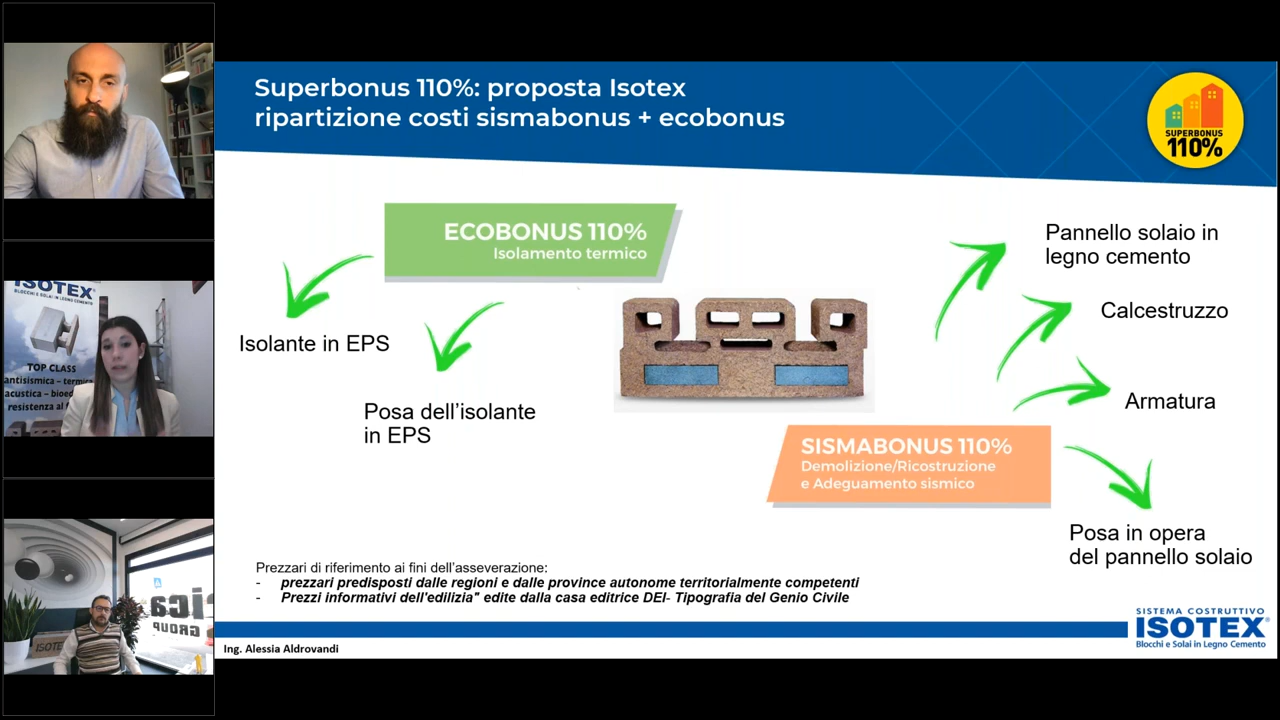 Superbonus 110%: proposta Isotex
ripartizione costi sismabonus + ecobonus
SUPERBONUS
110%
ECOBONUS 110%
Isolamento termico
Pannello solaio in
legno cemento
Calcestruzzo
Isolante in EPS
Armatura
Posa dell'isolante
in EPS
SISMABONUS 110%
Demolizione/Ricostruzione
e Adeguamento sismico
Posa in opera
del pannello solaio
Prezzari di riferimento ai fini dell'asseverazione:
- prezzari predisposti dalle regioni e dalle province autonome territorialmente competenti
- Prezzi informativi dell'edilizia" edite dalla casa editrice DEI- Tipografia del Genio Civile
Ing. Alessia Aldrovandi
SISTEMA COSTRUTTIVO
ISOTEX®
Blocchi e Solai in Legno Cemento
ISOTEX
BLOCCHI E SOLAI IN LEGNO CEMENTO
TOP CLASS
antisismica – termica
acustica – bioed
resistenza al f
ISOTE
GROUP